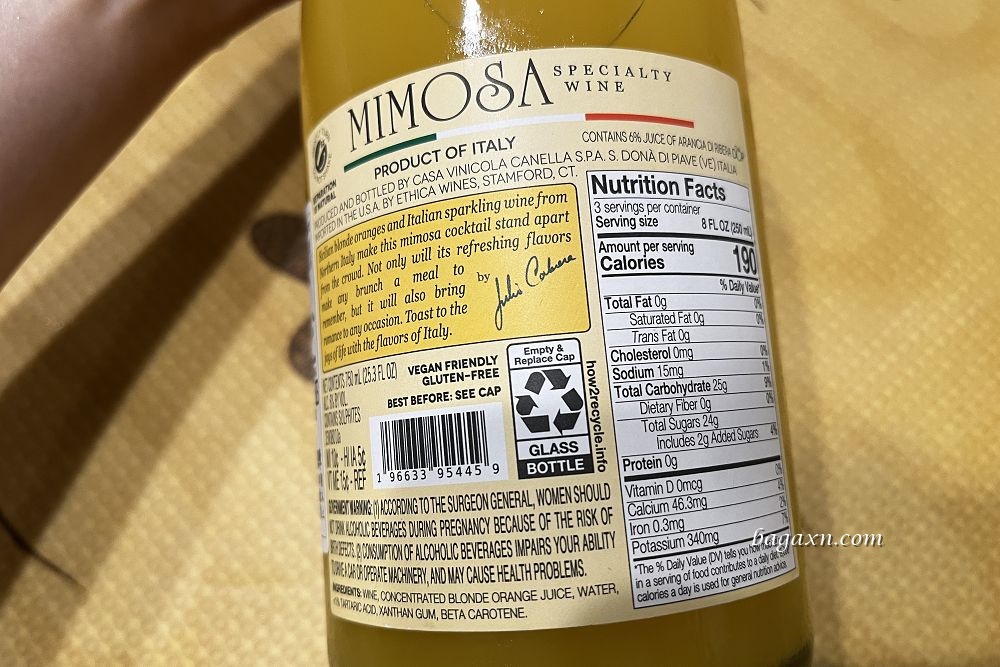 MIMOSA SPECIALTY WINE
PRODUCT OF ITALY
CONTAINS 6% JUICE OF ARANCIA DI RIBERA
PRODUCED AND BOTTLED BY CASA VINICOLA CANELLA S.P.A. S. DONÀ DI PIAVE (VE) ITALIA
IMPORTED IN THE U.S.A. BY ETHICA WINES, STAMFORD, CT.
Sicilian blonde oranges and Italian sparkling wine from
Northern Italy make this mimosa cocktail stand apart
from the crowd. Not only will its refreshing flavors
make any brunch a meal to
remember, but it will also bring
romance to any occasion. Toast to the
joys of life with the flavors of Italy.
by
NET CONTENTS 750 mL (25.3 FL OZ)
CONTAINS SULPHITES
HI IA 5¢
REF
VEGAN FRIENDLY
GLUTEN-FREE
BEST BEFORE: SEE CAP
1 96633 95445 9
Empty &
Replace Cap
GLASS
BOTTLE
how2recycle.info
GOVERNMENT WARNING: (1) ACCORDING TO THE SURGEON GENERAL, WOMEN SHOULD
NOT DRINK ALCOHOLIC BEVERAGES DURING PREGNANCY BECAUSE OF THE RISK OF
BIRTH DEFECTS. (2) CONSUMPTION OF ALCOHOLIC BEVERAGES IMPAIRS YOUR ABILITY
TO DRIVE A CAR OR OPERATE MACHINERY, AND MAY CAUSE HEALTH PROBLEMS.
INGREDIENTS: WINE, CONCENTRATED BLONDE ORANGE JUICE, WATER,
TARTARIC ACID, XANTHAN GUM, BETA CAROTENE.
Nutrition Facts
3 servings per container
Serving size 8 FL OZ (250 mL)
Amount per serving
Calories 190
% Daily Value*
Total Fat 0g 0%
Saturated Fat 0g 0%
Trans Fat 0g
Cholesterol 0mg 0%
Sodium 15mg 1%
Total Carbohydrate 25g 9%
Dietary Fiber 0g 0%
Total Sugars 24g
Includes 2g Added Sugars 4%
Protein 0g
Vitamin D 0mcg 0%
Calcium 46.3mg
Iron 0.3mg 2%
Potassium 340mg
*The % Daily Value (DV) tells you how
in a serving of food contributes to a daily diet.
calories a day is used for general nutrition advice.
bagaxn.com